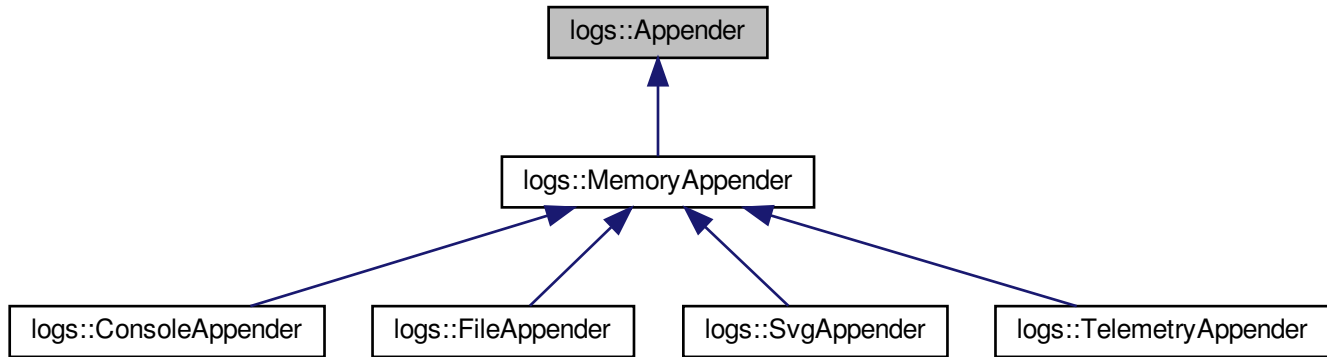 logs::Appender
logs::MemoryAppender
logs::ConsoleAppender
logs::FileAppender
logs::SvgAppender
logs::TelemetryAppender